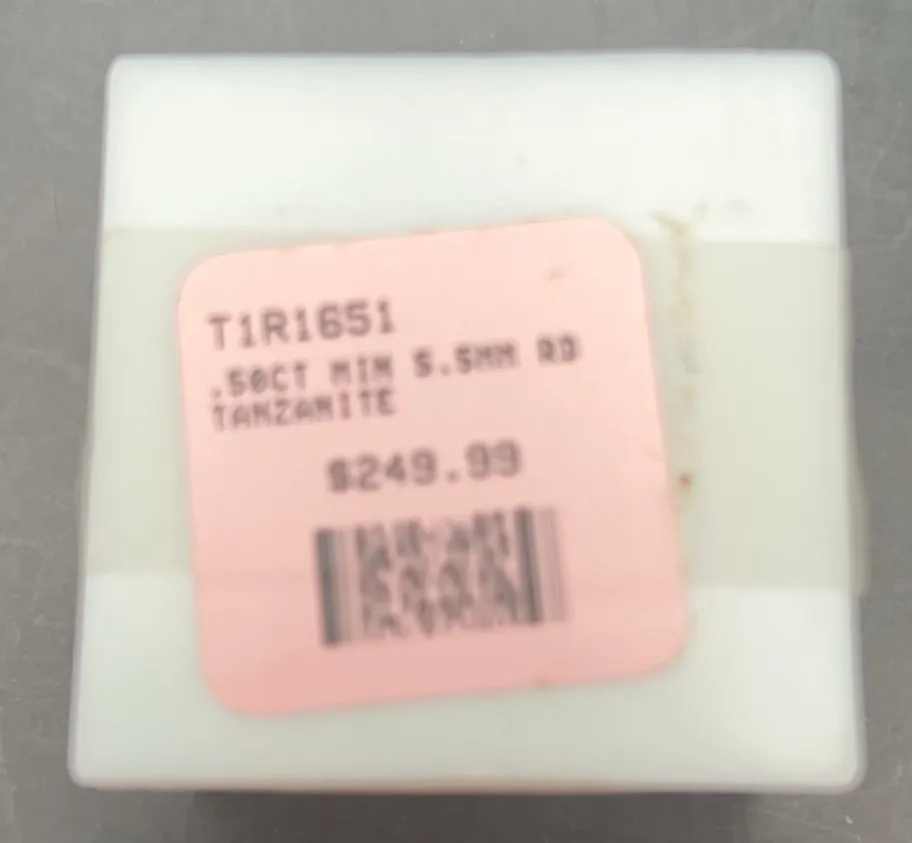 T1R1651
.50CT MIN 5.5MM RD
TANZANITE
$249.99